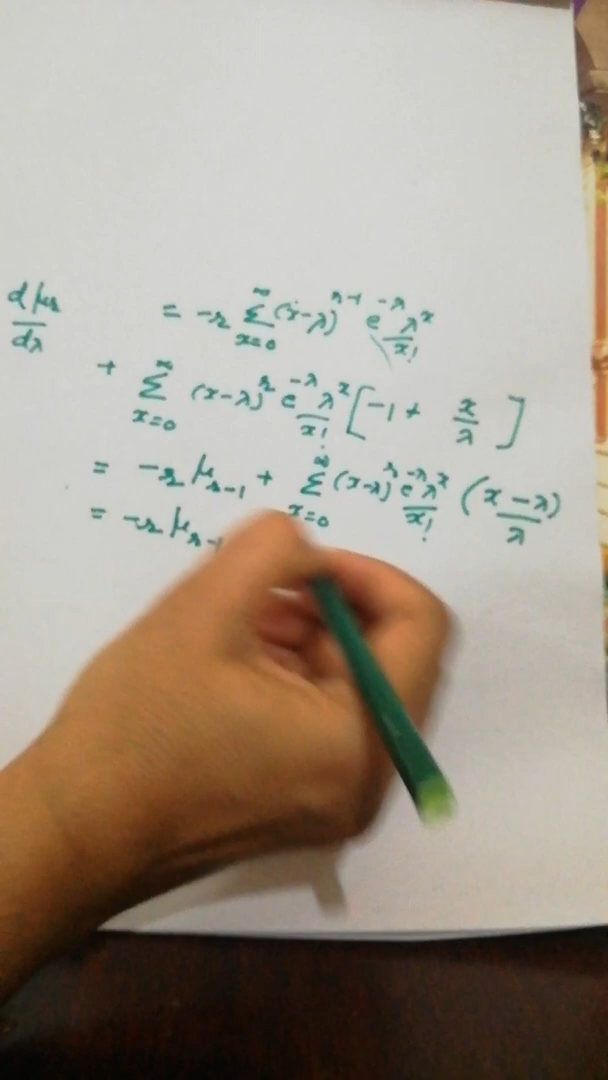 dμᵣ/dλ = -r Σ_{x=0}^{∞} (x-λ)^{r-1} e^{-λ} λ^x / x!
+ Σ_{x=0}^{∞} (x-λ)^r e^{-λ} λ^x / x! [-1 + x/λ]
= -r μ_{r-1} + Σ_{x=0}^{∞} (x-λ)^r e^{-λ} λ^x / x! (x-λ)/λ
= -r μ_{r-1}